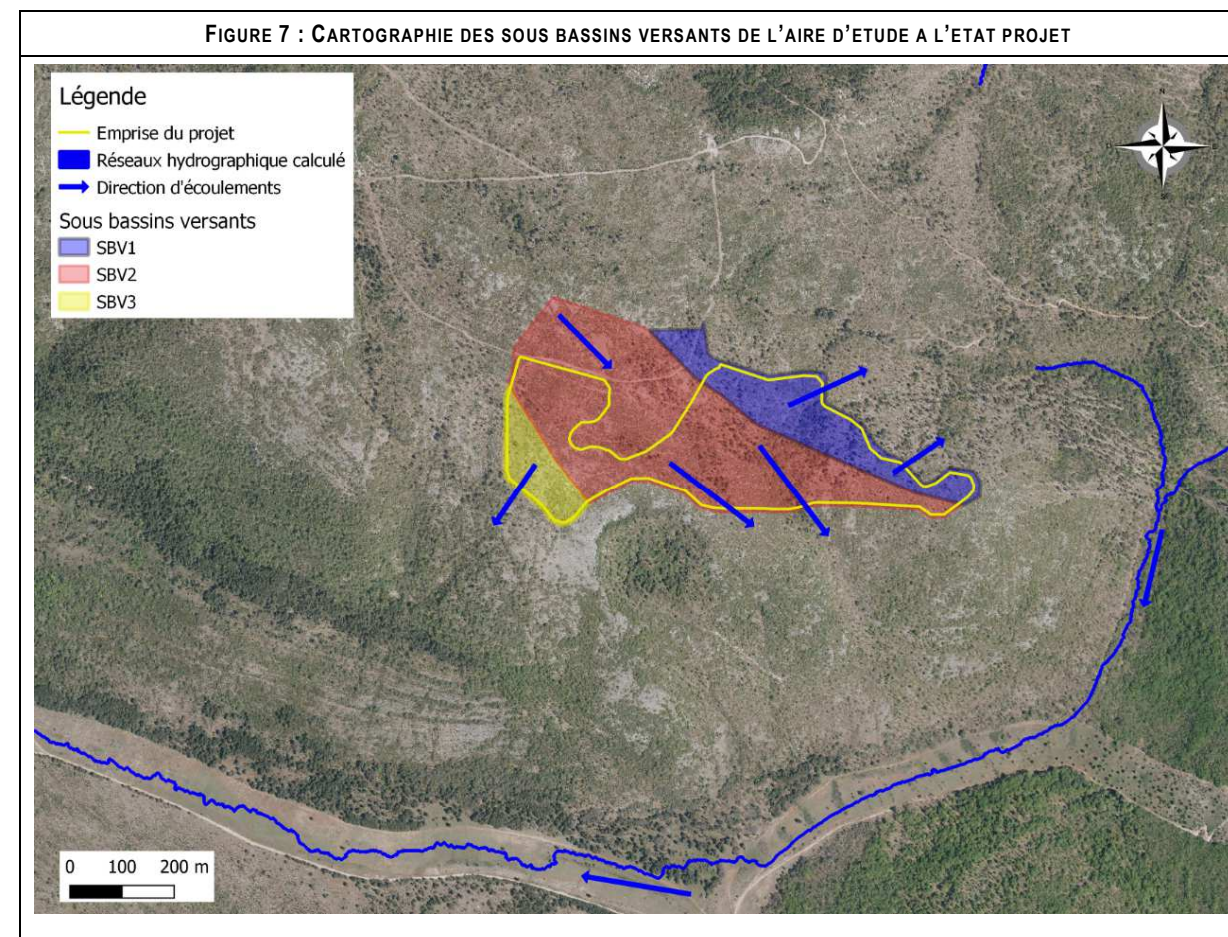 FIGURE 7 : CARTOGRAPHIE DES SOUS BASSINS VERSANTS DE L'AIRE D'ETUDE A L'ETAT PROJET
Légende
Emprise du projet
Réseaux hydrographique calculé
Direction d'écoulements
Sous bassins versants
SBV1
SBV2
SBV3
N
0 100 200 m